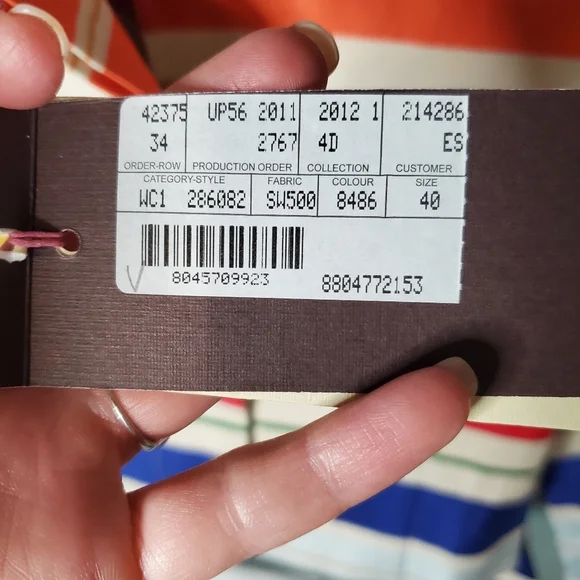 42375 UP56 2011 2012 1 214286
34 2767 4D ES
ORDER-ROW PRODUCTION ORDER COLLECTION CUSTOMER
CATEGORY-STYLE FABRIC COLOUR SIZE
WC1 286082 SW500 8486 40
8045709923 8804772153